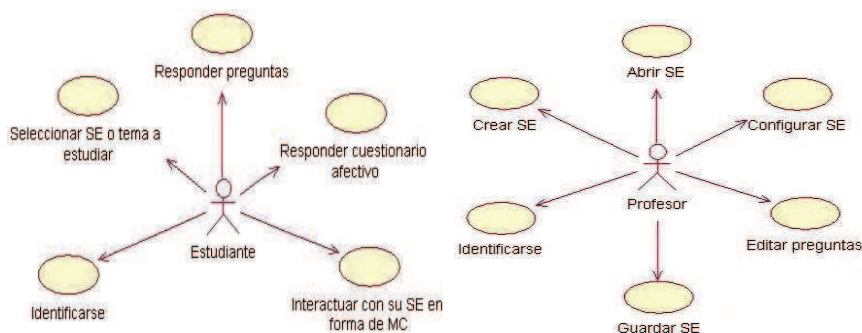 Responder preguntas
Seleccionar SE o tema a
estudiar
Responder cuestionario
afectivo
Estudiante
Identificarse
Interactuar con su SE en
forma de MC
Abrir SE
Crear SE
Configurar SE
Profesor
Identificarse
Editar preguntas
Guardar SE